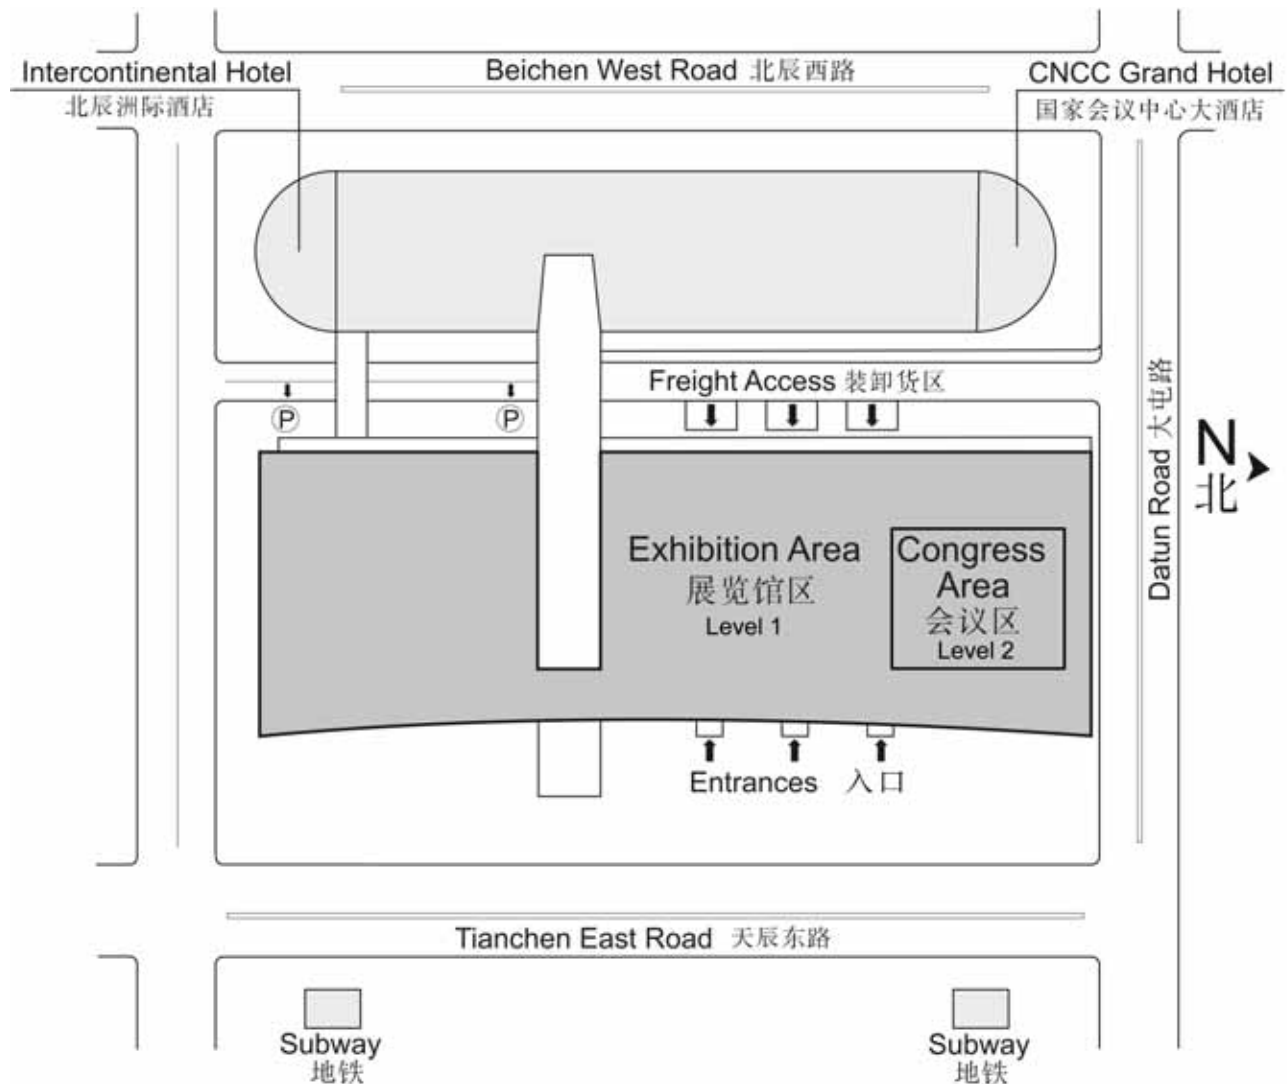 Intercontinental Hotel
北辰洲际酒店
Beichen West Road 北辰西路
CNCC Grand Hotel
国家会议中心大酒店
Freight Access 装卸货区
P
P
Datun Road 大屯路
N
北
Exhibition Area
展览馆区
Level 1
Congress
Area
会议区
Level 2
Entrances 入口
Tianchen East Road 天辰东路
Subway
地铁
Subway
地铁